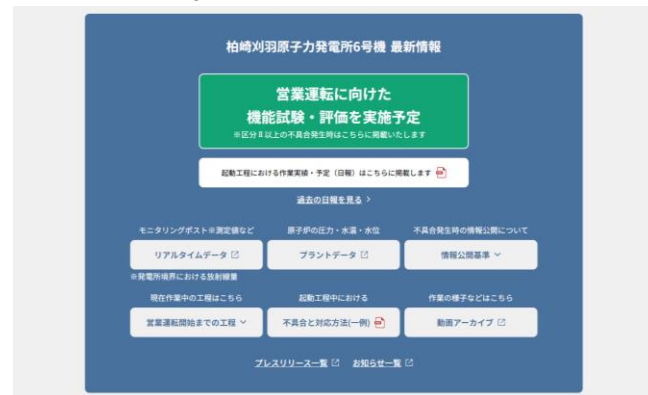 柏崎刈羽原子力発電所6号機 最新情報
営業運転に向けた
機能試験・評価を実施予定
※区分Ⅱ以上の不具合発生時はこちらに掲載いたします
起動工程における作業実績・予定（日報）はこちらに掲載します
過去の日報を見る
モニタリングポスト※測定値など
原子炉の圧力・水温・水位
不具合発生時の情報公開について
リアルタイムデータ
プラントデータ
情報公開基準
※発電所境界における放射線量
現在作業中の工程はこちら
起動工程中における
作業の様子などはこちら
営業運転開始までの工程
不具合と対応方法(一例)
動画アーカイブ
プレスリリース一覧
お知らせ一覧